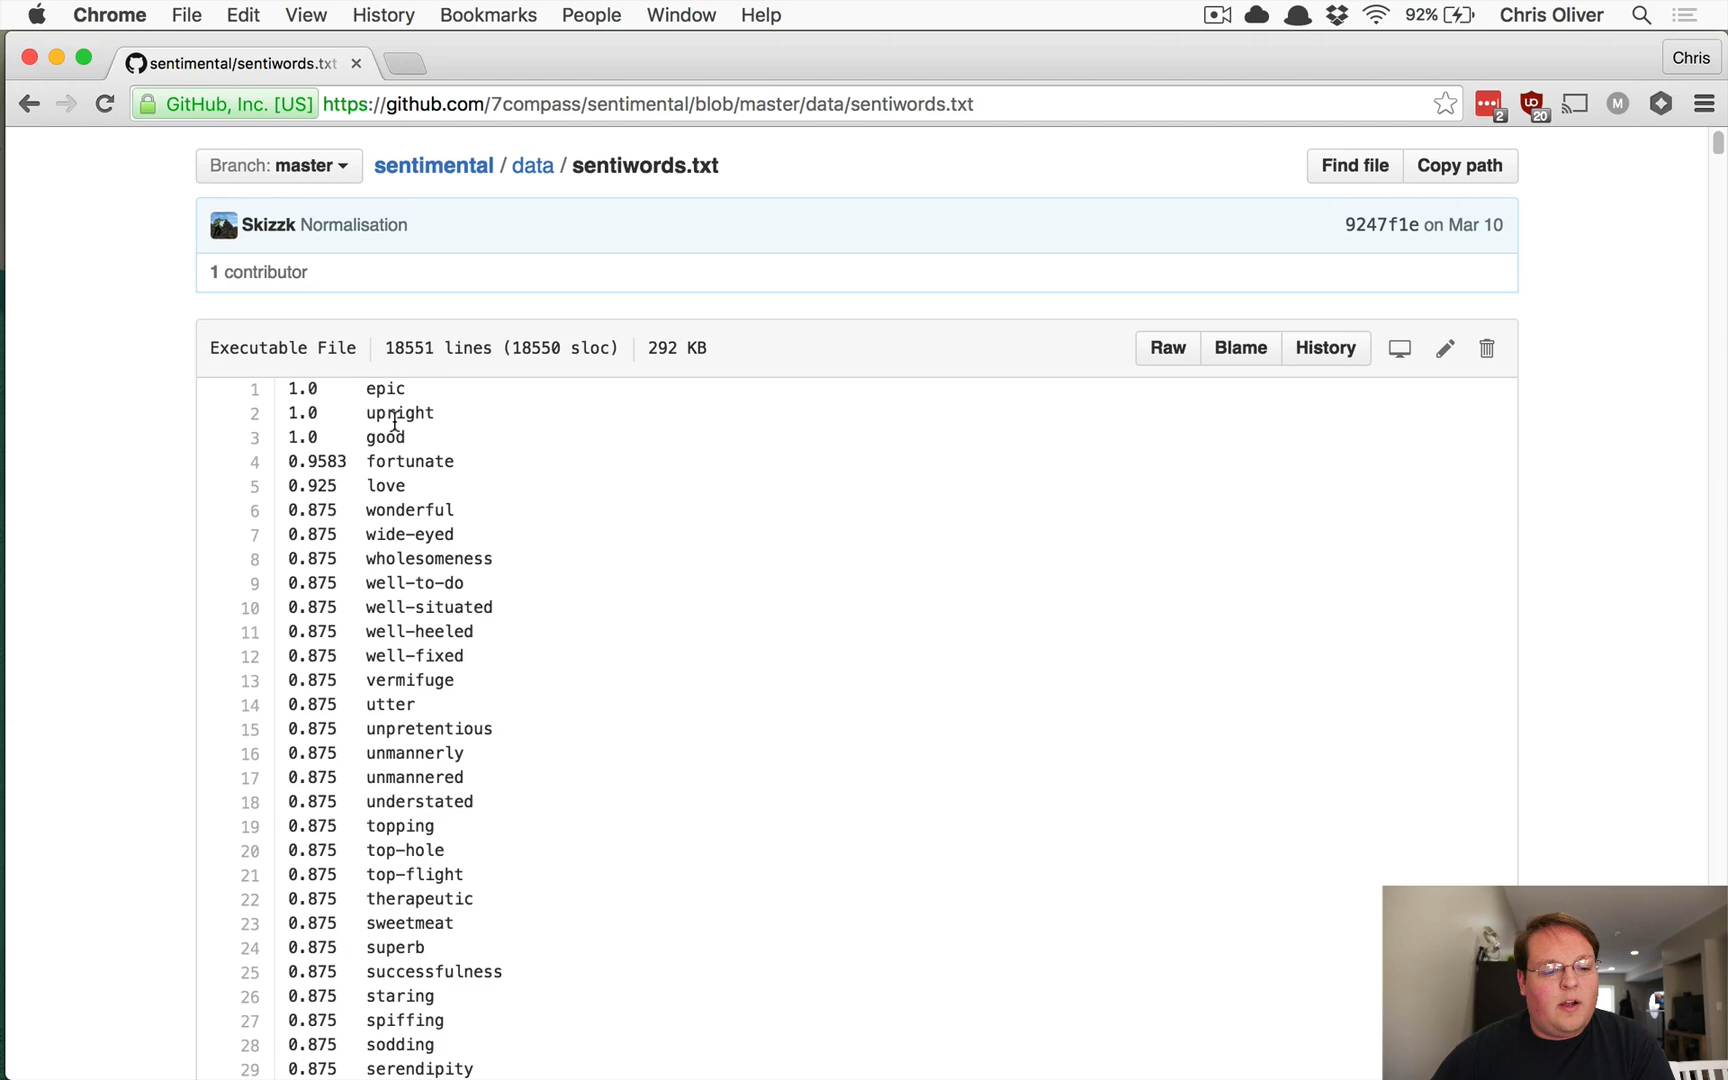 Chrome File Edit View History Bookmarks People Window Help 92% Chris Oliver
sentimental/sentiwords.txt Chris
GitHub, Inc. [US] https://github.com/7compass/sentimental/blob/master/data/sentiwords.txt 2 20 M
Branch: master sentimental / data / sentiwords.txt Find file Copy path
Skizzk Normalisation 9247f1e on Mar 10
1 contributor
Executable File 18551 lines (18550 sloc) 292 KB Raw Blame History
1 1.0 epic
2 1.0 upright
3 1.0 good
4 0.9583 fortunate
5 0.925 love
6 0.875 wonderful
7 0.875 wide-eyed
8 0.875 wholesomeness
9 0.875 well-to-do
10 0.875 well-situated
11 0.875 well-heeled
12 0.875 well-fixed
13 0.875 vermifuge
14 0.875 utter
15 0.875 unpretentious
16 0.875 unmannerly
17 0.875 unmannered
18 0.875 understated
19 0.875 topping
20 0.875 top-hole
21 0.875 top-flight
22 0.875 therapeutic
23 0.875 sweetmeat
24 0.875 superb
25 0.875 successfulness
26 0.875 staring
27 0.875 spiffing
28 0.875 sodding
29 0.875 serendipity